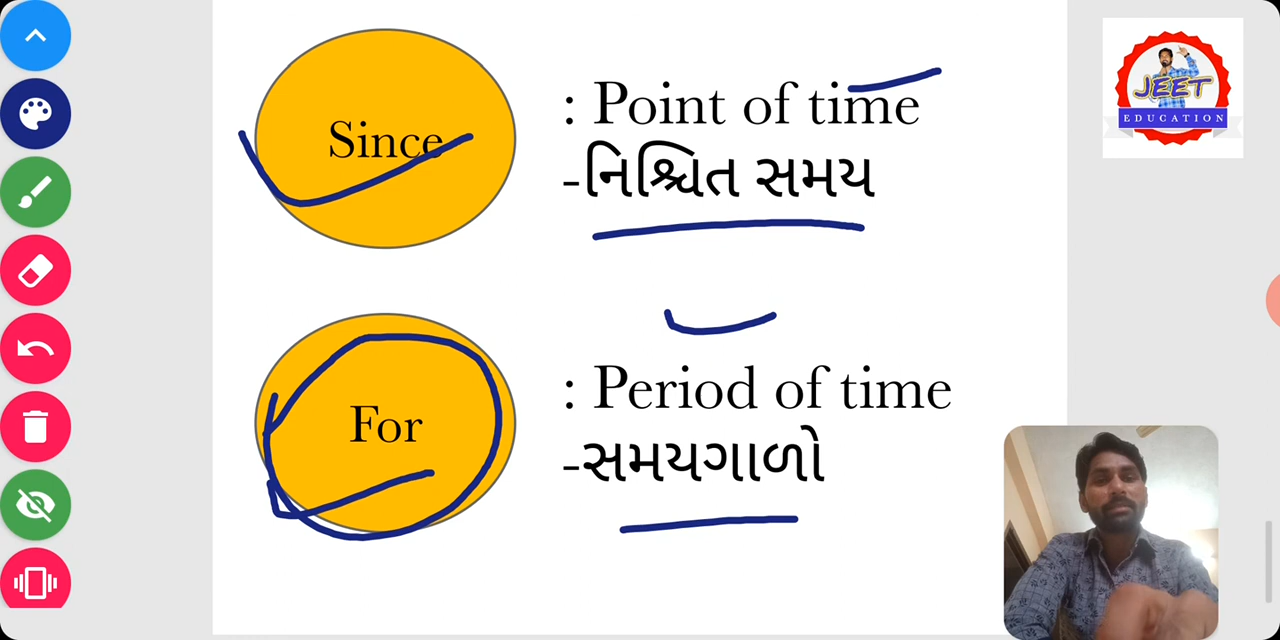 Since
: Point of time
-નિશ્ચિત સમય
For
: Period of time
-સમયગાળો
JEET
EDUCATION